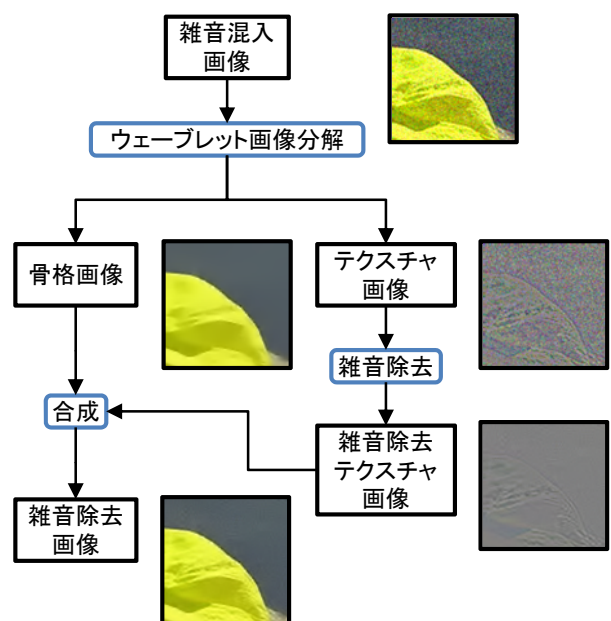 雑音混入
画像
ウェーブレット画像分解
骨格画像
テクスチャ
画像
雑音除去
合成
雑音除去
テクスチャ
画像
雑音除去
画像